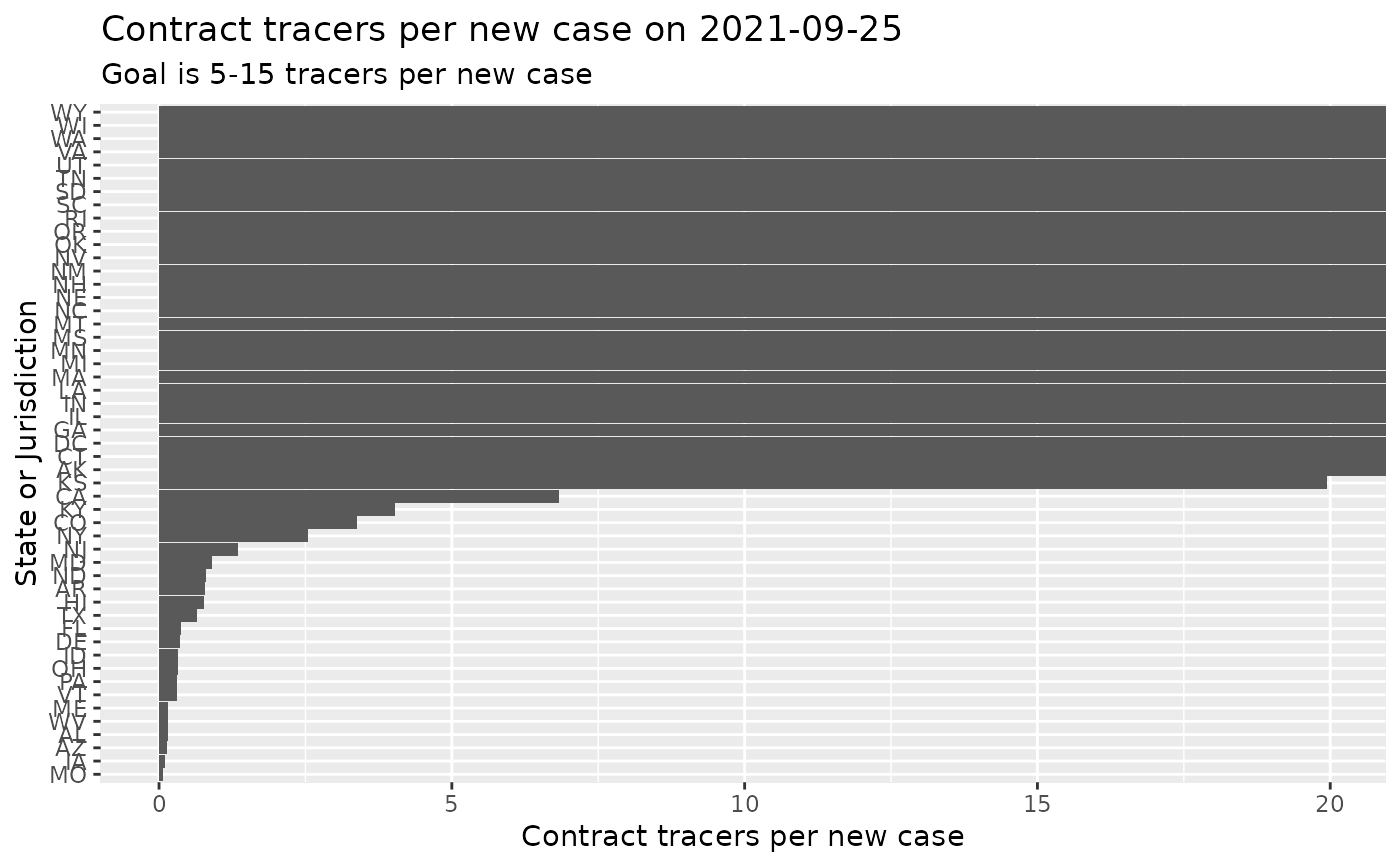 Contract tracers per new case on 2021-09-25
Goal is 5-15 tracers per new case
State or Jurisdiction
WY
WI
WA
VA
UT
TN
SD
SC
RI
OR
OK
NV
NM
NH
NE
NC
MT
MS
MN
MI
MA
LA
IN
IL
GA
DC
CT
AK
KS
CA
KY
CO
NY
NJ
MD
ND
AR
HI
TX
FL
DE
ID
OH
PA
VT
ME
WV
AL
AZ
IA
MO
0 5 10 15 20
Contract tracers per new case